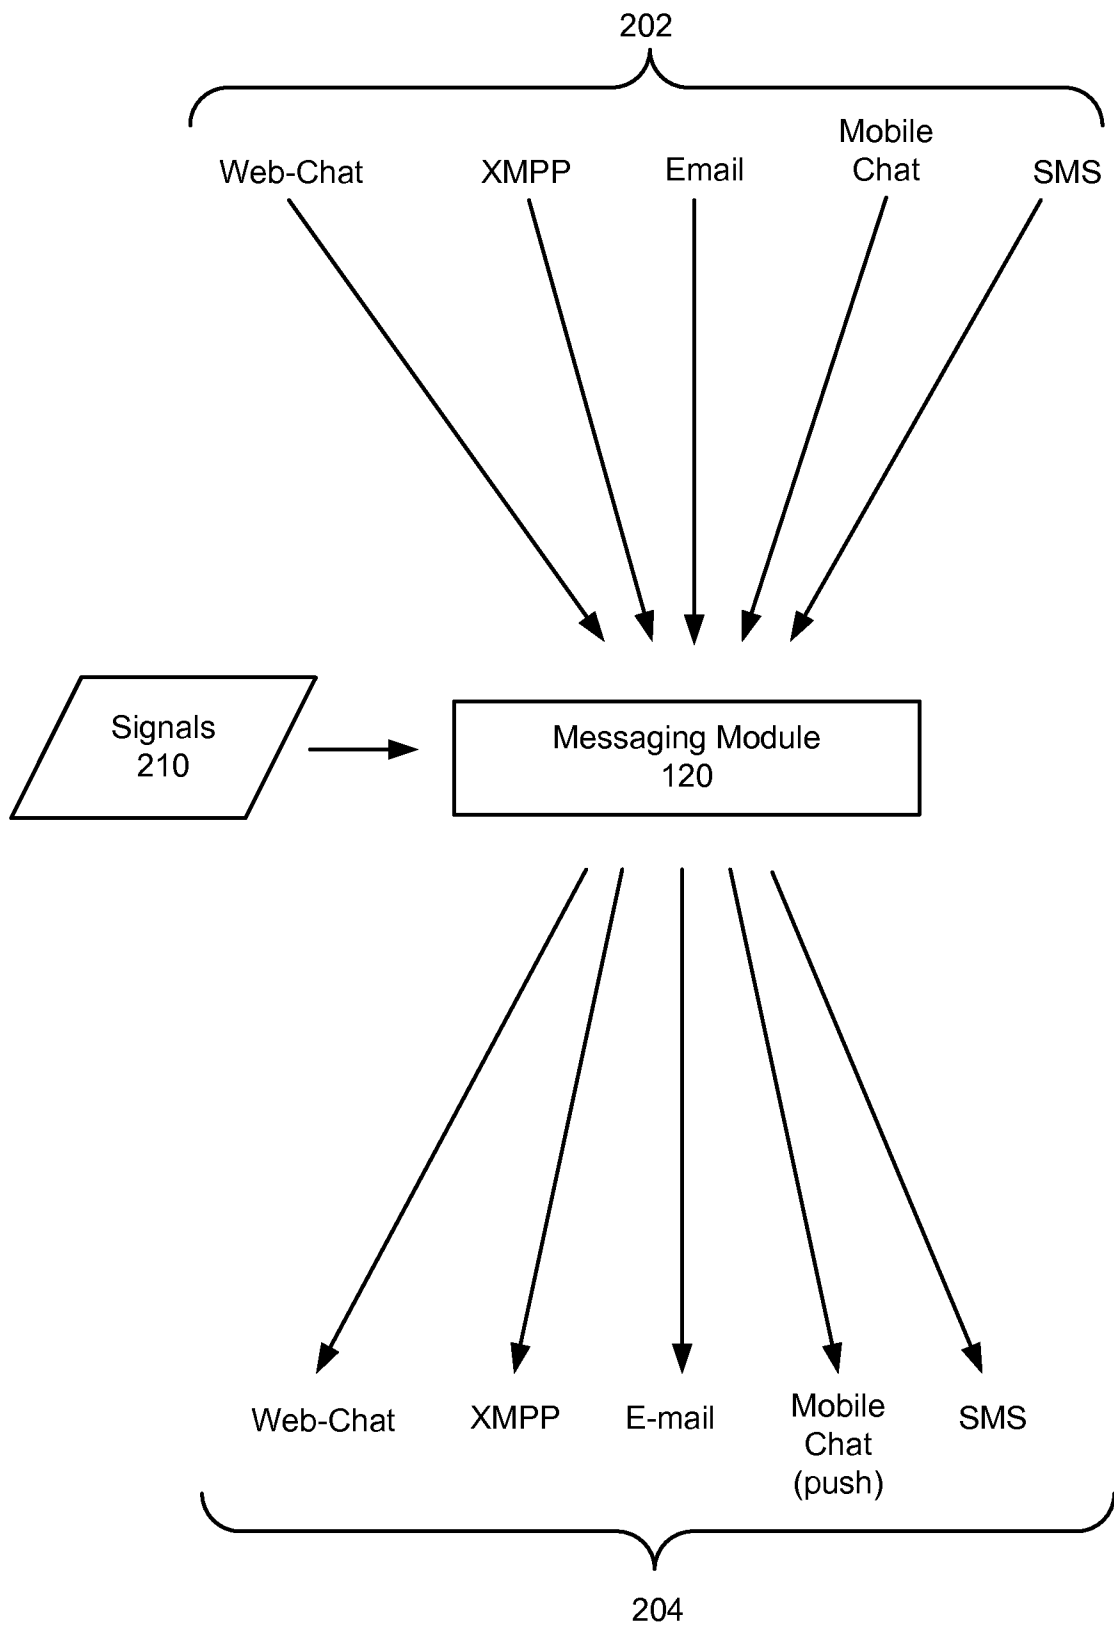 202
Web-Chat
XMPP
Email
Mobile
Chat
SMS
Signals
210
Messaging Module
120
Web-Chat
XMPP
E-mail
Mobile
Chat
(push)
SMS
204